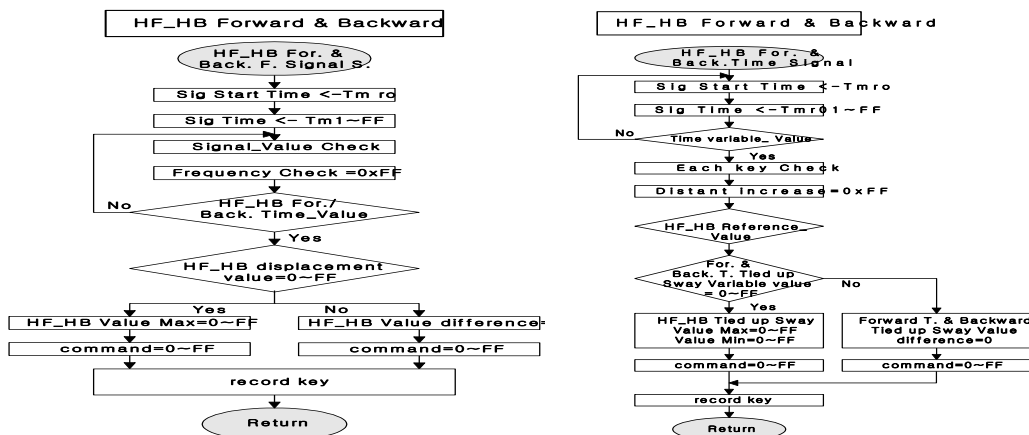 HF_HB Forward & Backward
HF_HB For. &
Back. F. Signal S.
Sig Start Time <-Tm ro
Sig Time <- Tm1~FF
Signal_Value Check
Frequency Check =0xFF
No
HF_HB For./
Back. Time_Value
Yes
HF_HB displacement
value=0~FF
Yes
No
HF_HB Value Max=0~FF
HF_HB Value difference=
command=0~FF
command=0~FF
record key
Return
HF_HB Forward & Backward
HF_HB For. &
Back.Time Signal
Sig Start Time <-Tmro
Sig Time <-Tmr01~FF
No
Time variable_ Value
Yes
Each key Check
Distant increase=0xFF
HF_HB Reference_
Value
For. &
Back. T. Tied up
Sway Variable value
= 0~FF
No
Yes
HF_HB Tied up Sway
Value Max=0~FF
Value Min=0~FF
Forward T. & Backward
Tied up Sway Value
difference=0
command=0~FF
command=0~FF
record key
Return